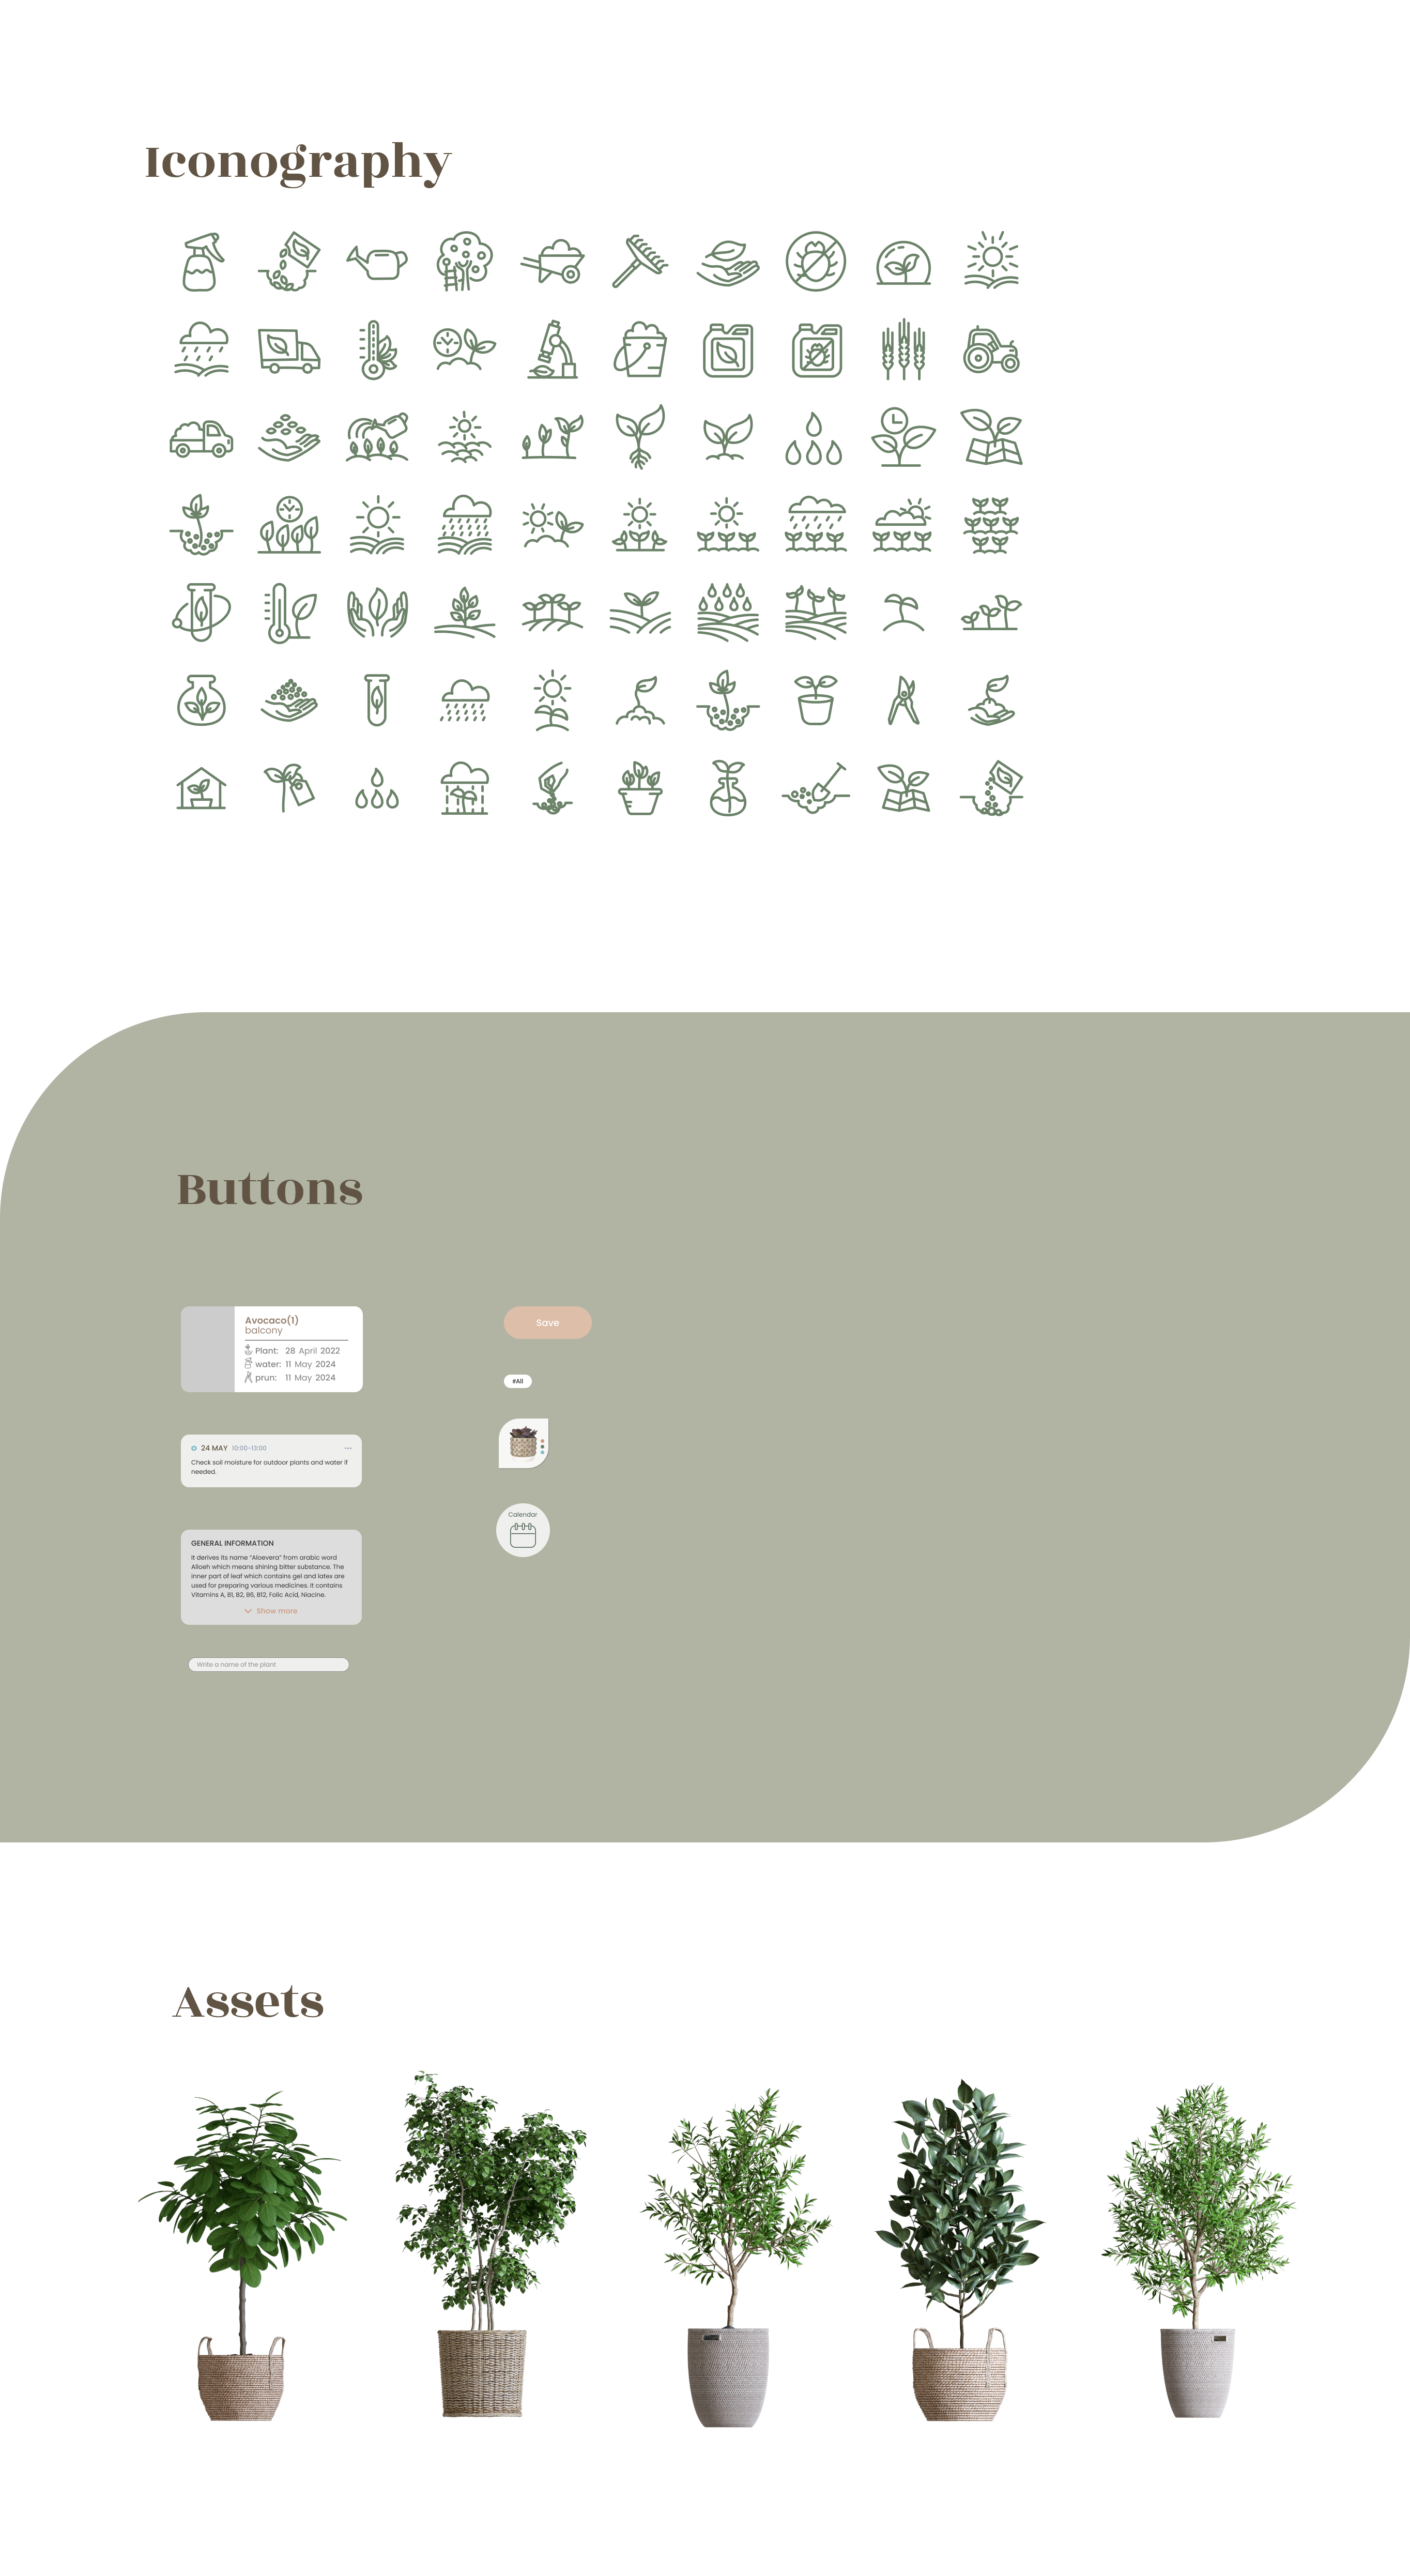 Iconography
Buttons
Avocaco(1)
balcony
Plant: 28 April 2022
water: 11 May 2024
prun: 11 May 2024
24 MAY 10:00-13:00
Check soil moisture for outdoor plants and water if
needed.
GENERAL INFORMATION
It derives its name “Aloevera” from arabic word
Alloeh which means shining bitter substance. The
inner part of leaf which contains gel and latex are
used for preparing various medicines. It contains
Vitamins A, B1, B2, B6, B12, Folic Acid, Niacine.
Show more
Write a name of the plant
Save
#All
Calendar
Assets